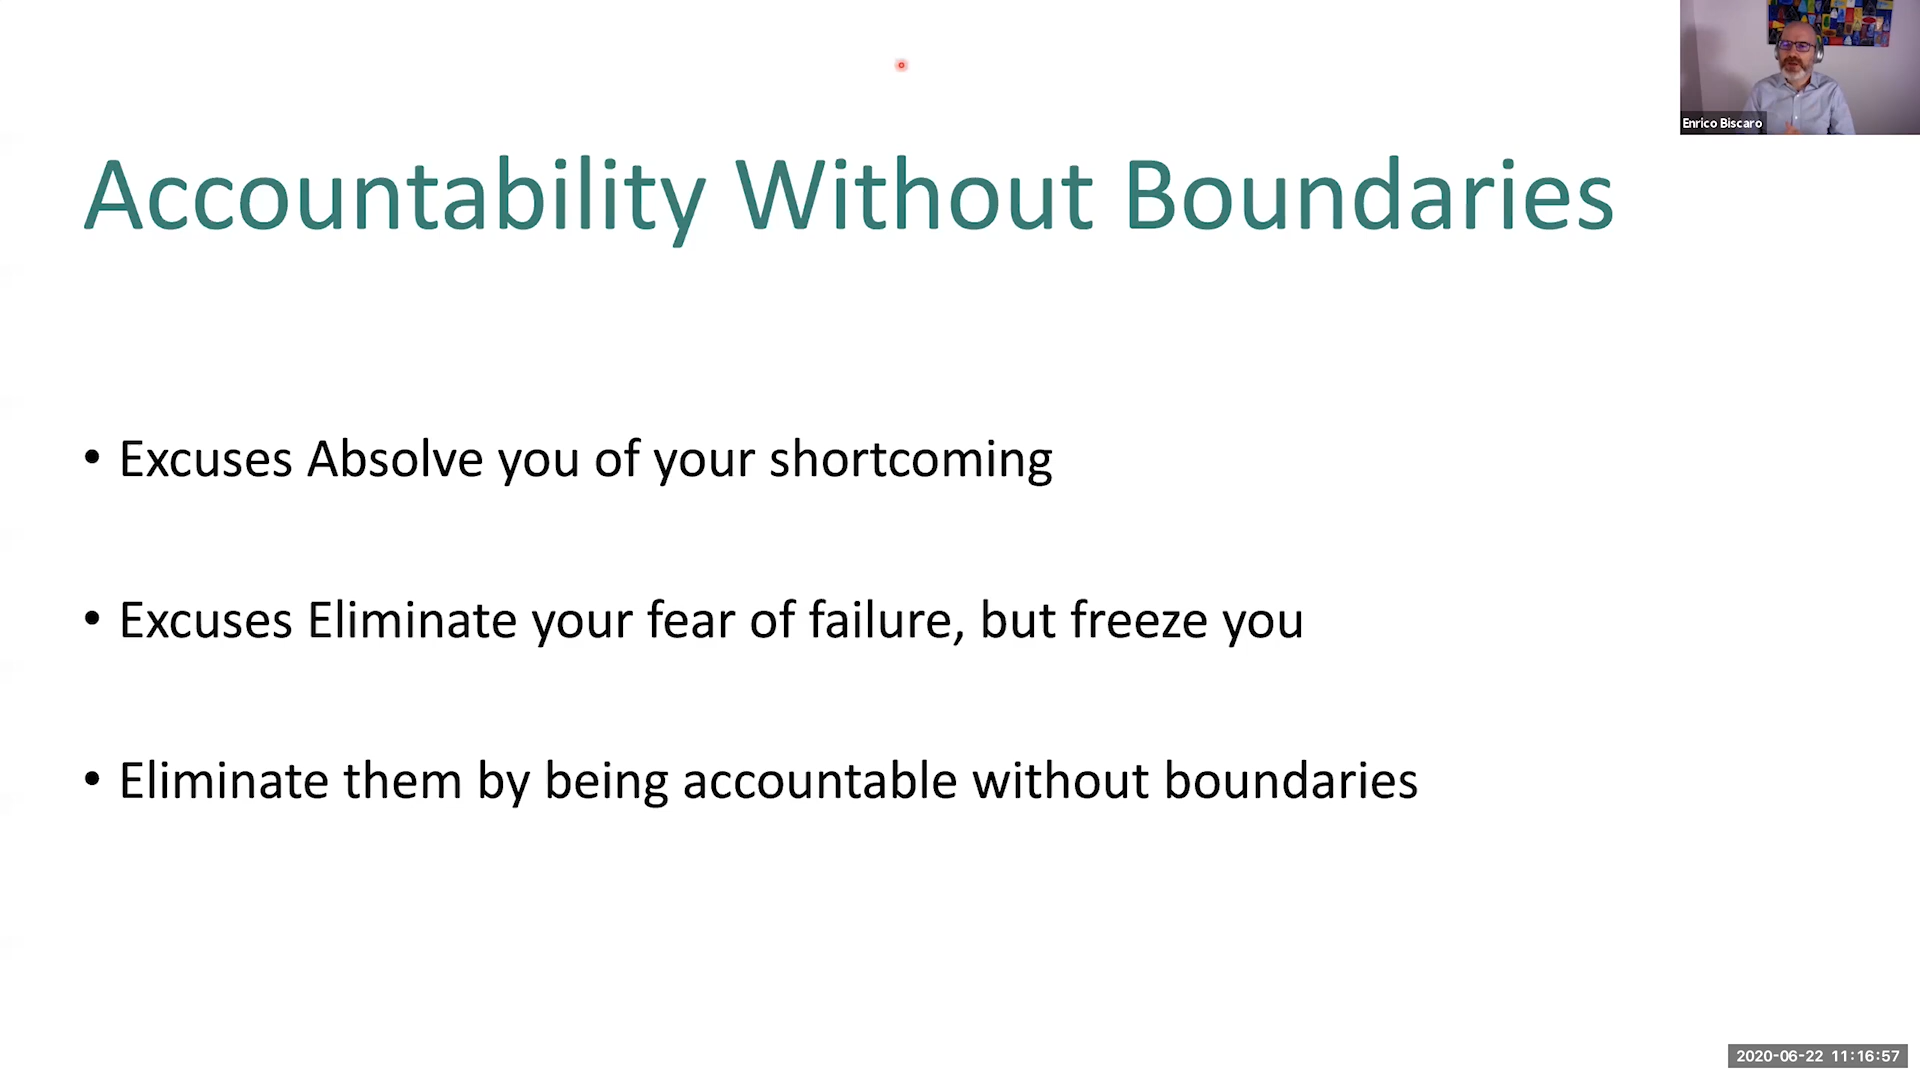 Enrico Biscaro
Accountability Without Boundaries
• Excuses Absolve you of your shortcoming
• Excuses Eliminate your fear of failure, but freeze you
• Eliminate them by being accountable without boundaries
2020-06-22 11:16:57